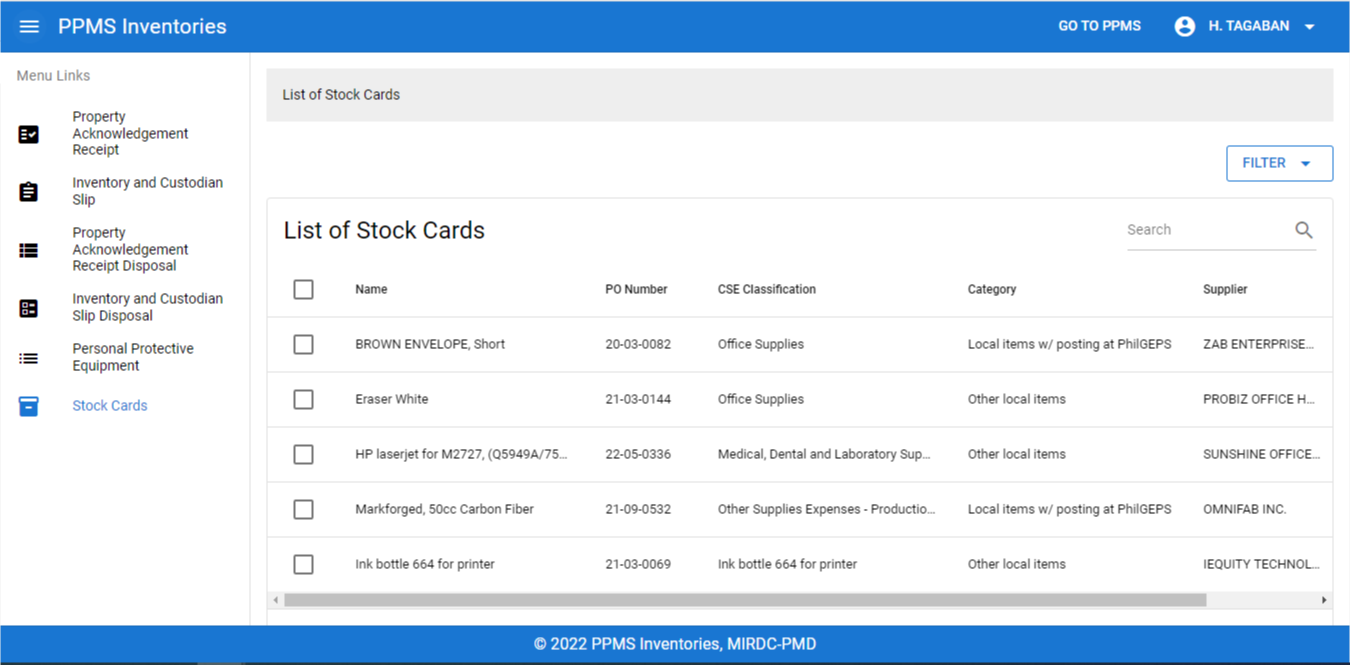 PPMS Inventories
GO TO PPMS
H. TAGABAN
Menu Links
Property
Acknowledgement
Receipt
Inventory and Custodian
Slip
Property
Acknowledgement
Receipt Disposal
Inventory and Custodian
Slip Disposal
Personal Protective
Equipment
Stock Cards
List of Stock Cards
FILTER
List of Stock Cards
Search
Name PO Number CSE Classification Category Supplier
BROWN ENVELOPE, Short 20-03-0082 Office Supplies Local items w/ posting at PhilGEPS ZAB ENTERPRISE...
Eraser White 21-03-0144 Office Supplies Other local items PROBIZ OFFICE H...
HP laserjet for M2727, (Q5949A/75... 22-05-0336 Medical, Dental and Laboratory Sup... Other local items SUNSHINE OFFICE...
Markforged, 50cc Carbon Fiber 21-09-0532 Other Supplies Expenses - Productio... Local items w/ posting at PhilGEPS OMNIFAB INC.
Ink bottle 664 for printer 21-03-0069 Ink bottle 664 for printer Other local items IEQUITY TECHNOL...
© 2022 PPMS Inventories, MIRDC-PMD